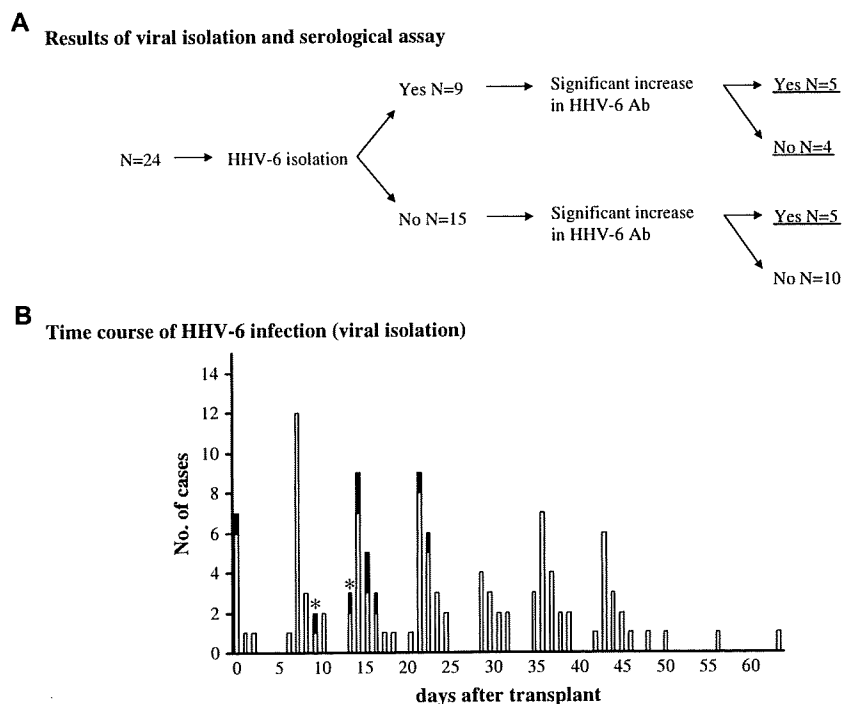 A
Results of viral isolation and serological assay
Yes N=9
Significant increase
in HHV-6 Ab
Yes N=5
No N=4
N=24
HHV-6 isolation
No N=15
Significant increase
in HHV-6 Ab
Yes N=5
No N=10
B
Time course of HHV-6 infection (viral isolation)
No. of cases
14
12
10
8
6
4
2
0
* *
0 5 10 15 20 25 30 35 40 45 50 55 60
days after transplant